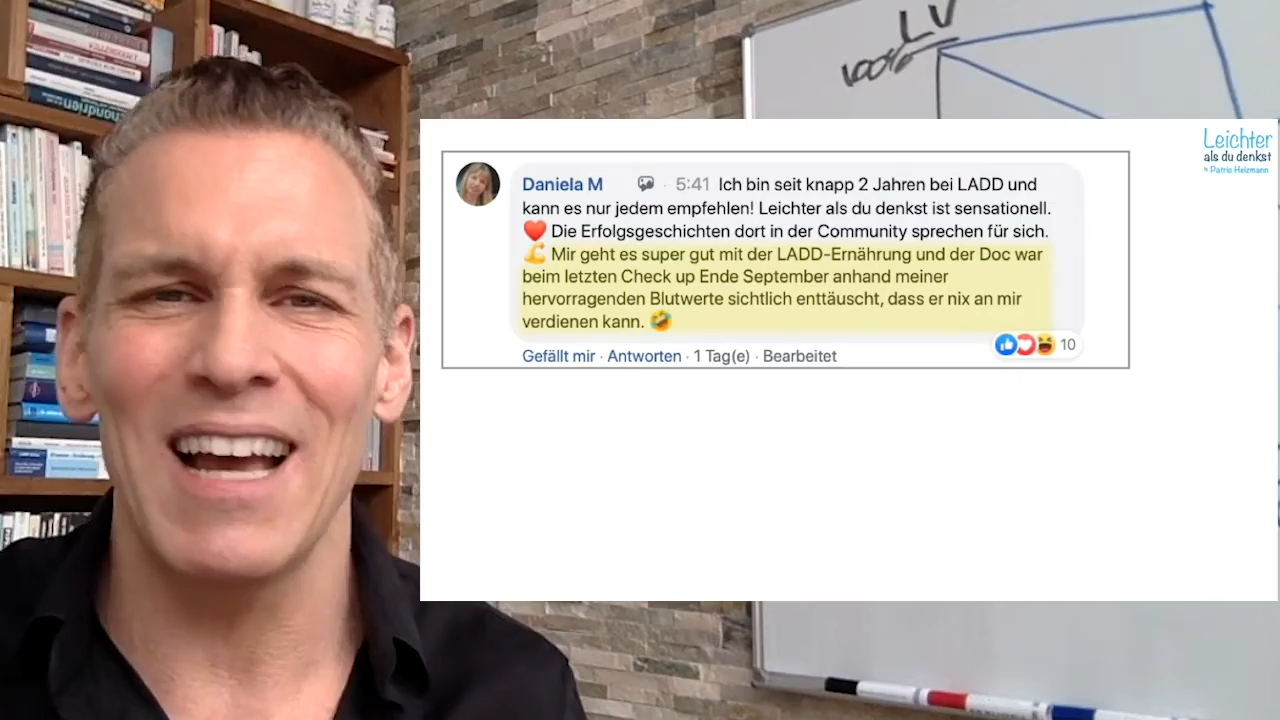 LV
100%
Leichter
als du denkst
by Patric Heizmann
Daniela M 5:41 Ich bin seit knapp 2 Jahren bei LADD und
kann es nur jedem empfehlen! Leichter als du denkst ist sensationell.
❤️ Die Erfolgsgeschichten dort in der Community sprechen für sich.
💪 Mir geht es super gut mit der LADD-Ernährung und der Doc war
beim letzten Check up Ende September anhand meiner
hervorragenden Blutwerte sichtlich enttäuscht, dass er nix an mir
verdienen kann. 🤣
10
Gefällt mir · Antworten · 1 Tag(e) · Bearbeitet